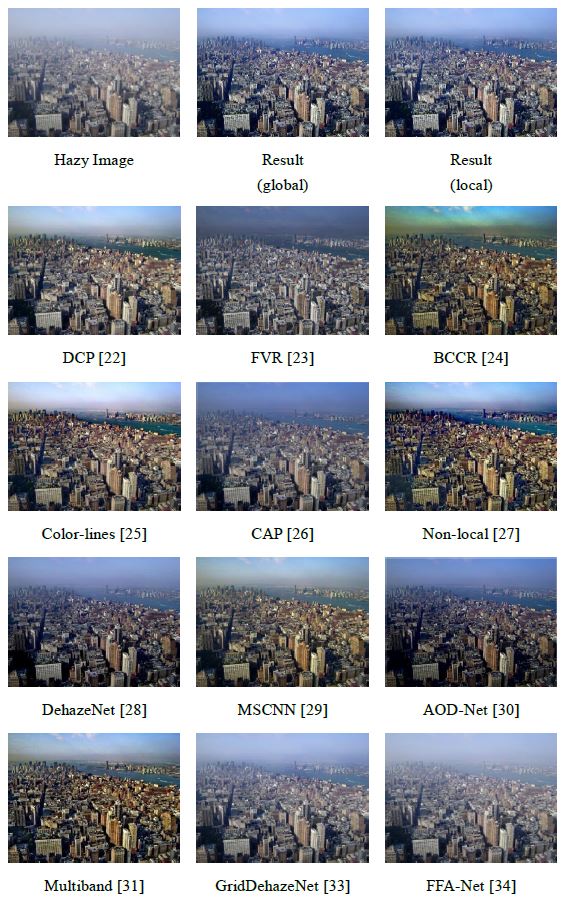 Hazy Image
Result
(global)
Result
(local)
DCP [22]
FVR [23]
BCCR [24]
Color-lines [25]
CAP [26]
Non-local [27]
DehazeNet [28]
MSCNN [29]
AOD-Net [30]
Multiband [31]
GridDehazeNet [33]
FFA-Net [34]